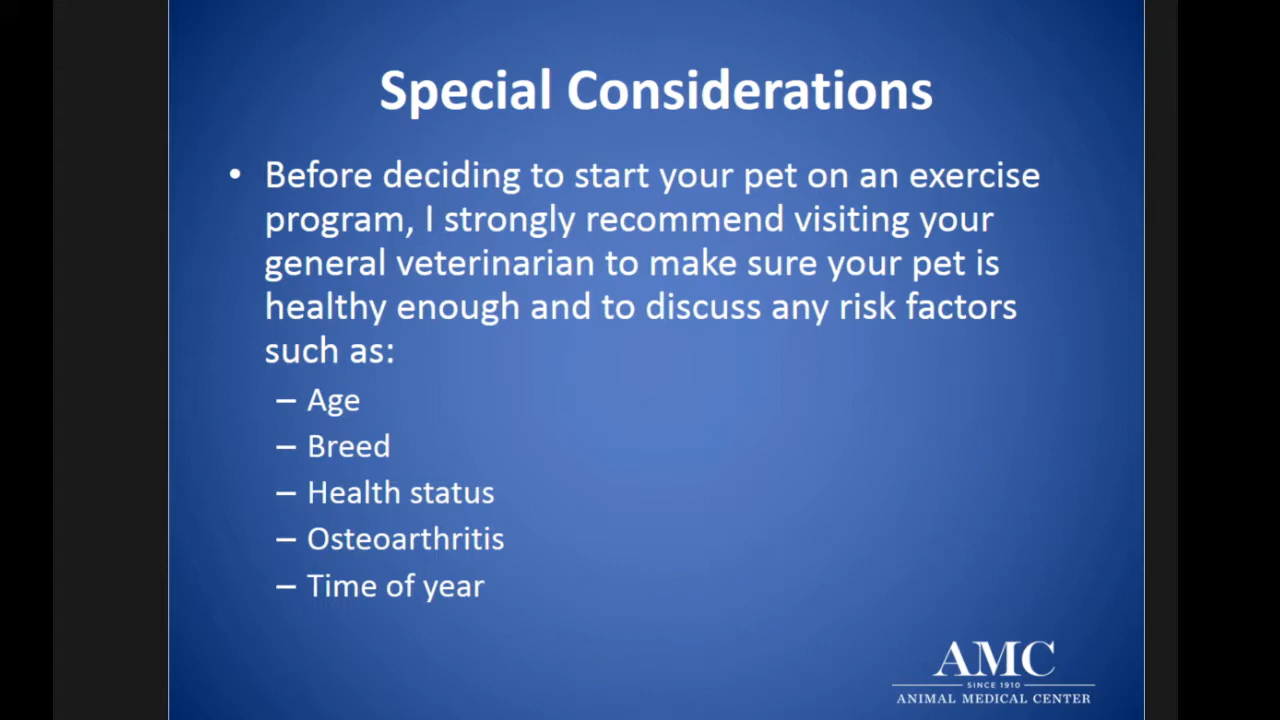 Special Considerations
• Before deciding to start your pet on an exercise
program, I strongly recommend visiting your
general veterinarian to make sure your pet is
healthy enough and to discuss any risk factors
such as:
– Age
– Breed
– Health status
– Osteoarthritis
– Time of year
AMC
SINCE 1910
ANIMAL MEDICAL CENTER